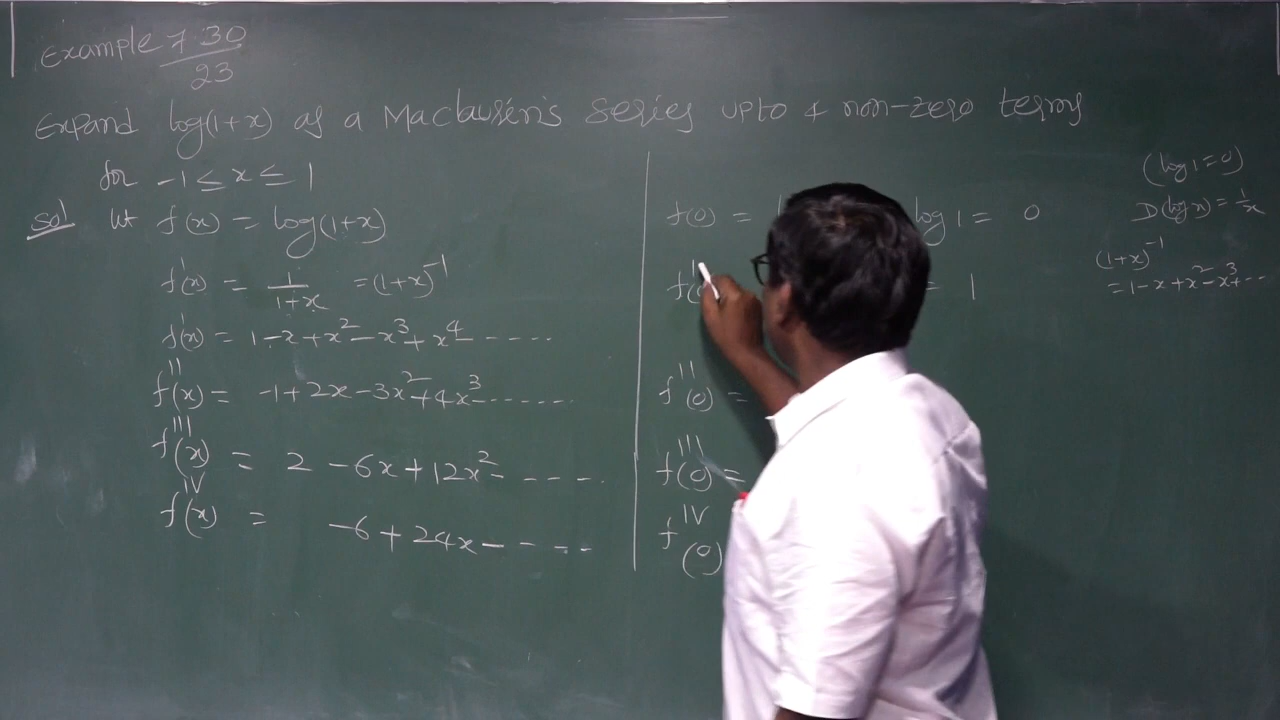 Example 7.30
23
Expand log(1+x) as a Maclaurin's Series upto 4 non-zero terms
for -1 ≤ x ≤ 1
Sol let f(x) = log(1+x)
f'(x) = 1/(1+x) = (1+x)^-1
f'(x) = 1-x+x^2-x^3+x^4-----
f''(x) = -1+2x-3x^2+4x^3------
f'''(x) = 2-6x+12x^2-----
f^IV(x) = -6+24x-----
f(0) = log 1 = 0
f'(0) = 1
f''(0) =
f'''(0) =
f^IV(0)
(log 1 = 0)
D(log x) = 1/x
(1+x)^-1
= 1-x+x^2-x^3+---